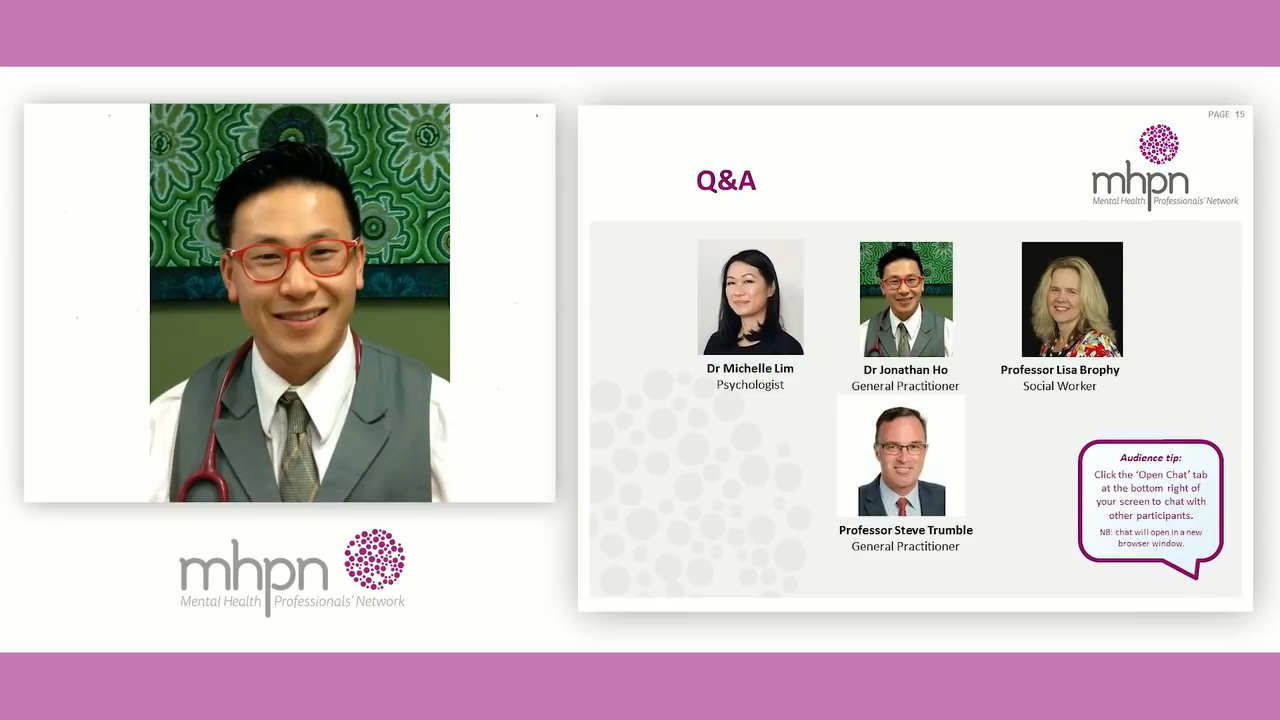 mhpn
Mental Health Professionals' Network
PAGE 15
Q&A
mhpn
Mental Health Professionals' Network
Dr Michelle Lim
Psychologist
Dr Jonathan Ho
General Practitioner
Professor Lisa Brophy
Social Worker
Professor Steve Trumble
General Practitioner
Audience tip:
Click the 'Open Chat' tab
at the bottom right of
your screen to chat with
other participants.
NB: chat will open in a new
browser window.